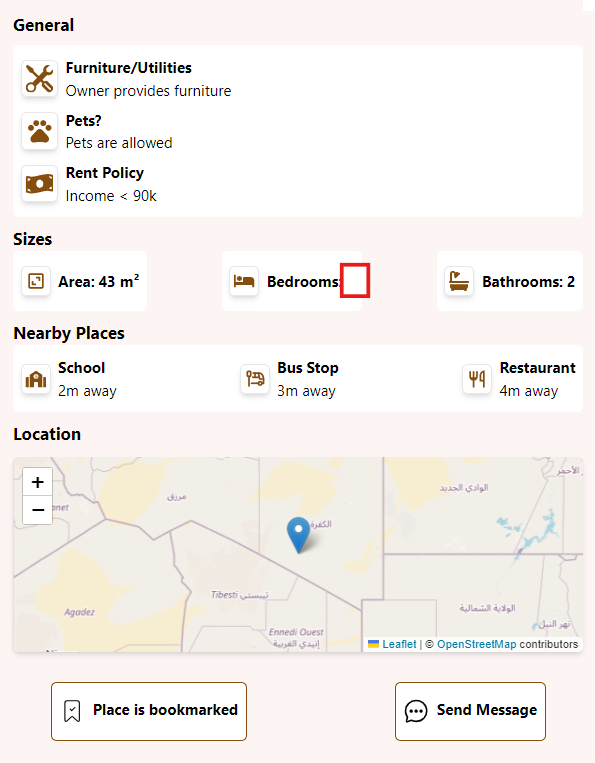 General
Furniture/Utilities
Owner provides furniture
Pets?
Pets are allowed
Rent Policy
Income < 90k
Sizes
Area: 43 m²
Bedrooms:
Bathrooms: 2
Nearby Places
School
2m away
Bus Stop
3m away
Restaurant
4m away
Location
+
−
مرزق
الوادي الجديد
الكفرة
Tibesti تيبستي
Agadez
الولاية الشمالية
Ennedi Ouest
إنيدي الغربية
نهر النيل
Leaflet | © OpenStreetMap contributors
Place is bookmarked
Send Message